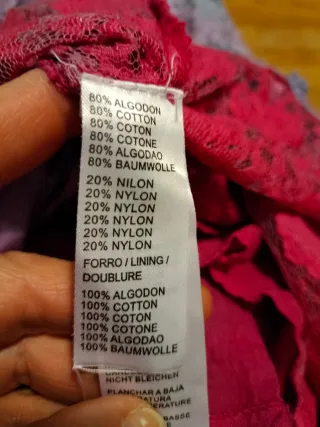 80% ALGODON
80% COTTON
80% COTON
80% COTONE
80% ALGODAO
80% BAUMWOLLE
20% NILON
20% NYLON
20% NYLON
20% NYLON
20% NYLON
20% NYLON
FORRO / LINING /
DOUBLURE
100% ALGODON
100% COTTON
100% COTON
100% COTONE
100% ALGODAO
100% BAUMWOLLE
NICHT BLEICHEN
PLANCHAR A BAJA
BASSE